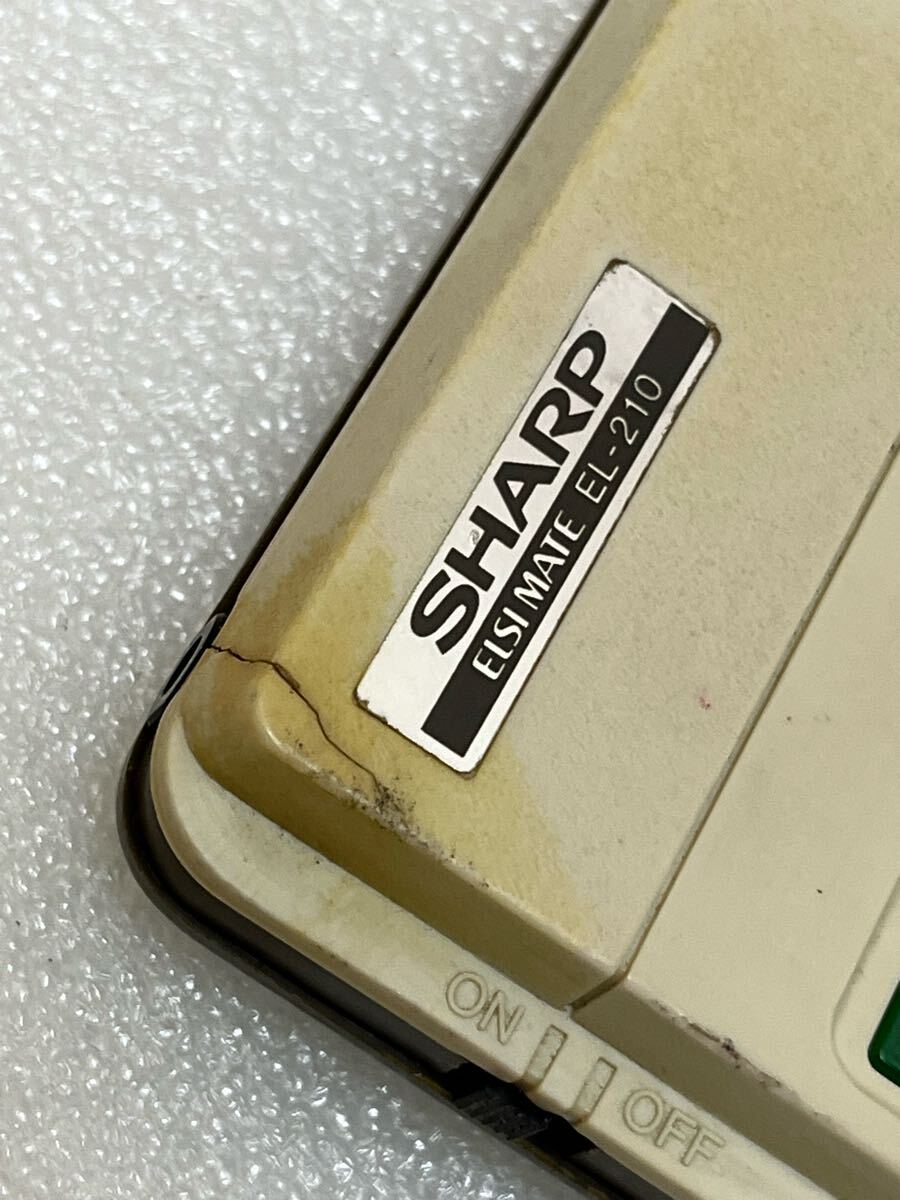 SHARP
ELSI MATE EL-210
ON
OFF